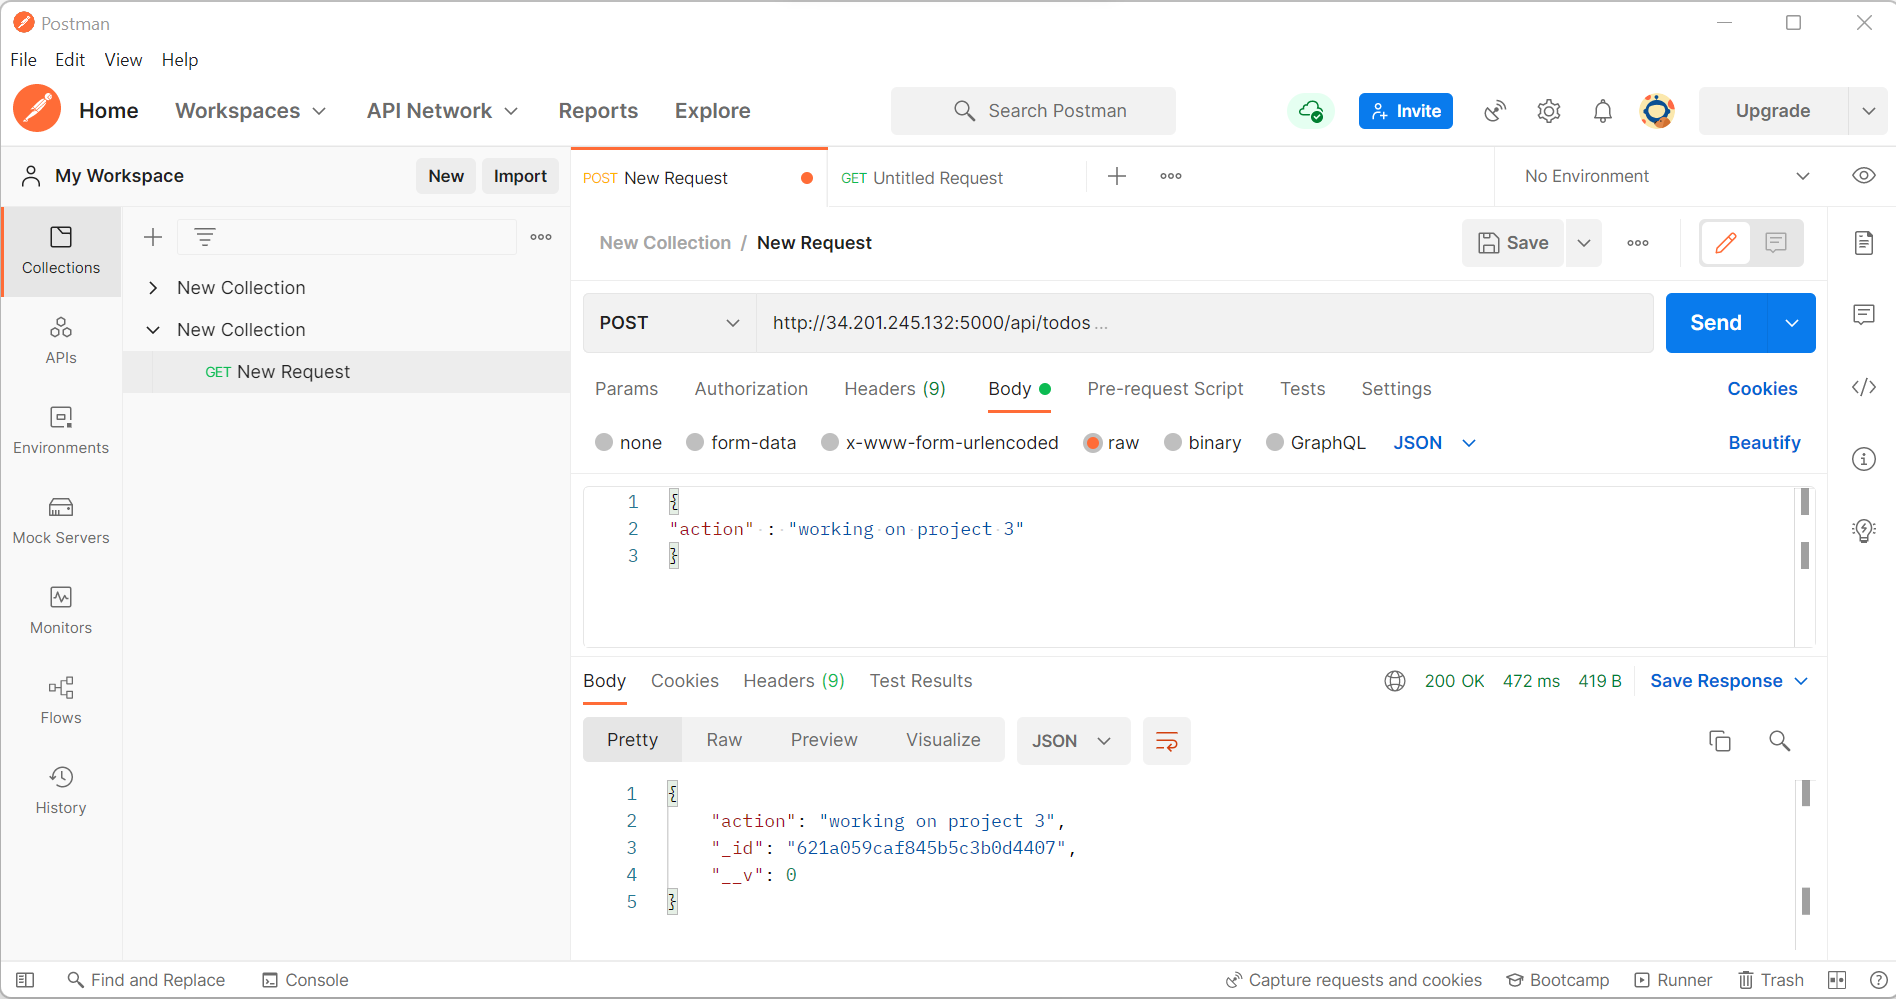 Postman
File Edit View Help
Home Workspaces API Network Reports Explore Search Postman Invite Upgrade
My Workspace New Import
POST New Request GET Untitled Request No Environment
New Collection / New Request Save
Collections
New Collection
New Collection
GET New Request
APIs
Environments
Mock Servers
Monitors
Flows
History
POST http://34.201.245.132:5000/api/todos ... Send
Params Authorization Headers (9) Body Pre-request Script Tests Settings Cookies
none form-data x-www-form-urlencoded raw binary GraphQL JSON Beautify
1 {
2 "action" : "working on project 3"
3 }
Body Cookies Headers (9) Test Results 200 OK 472 ms 419 B Save Response
Pretty Raw Preview Visualize JSON
1 {
2 "action": "working on project 3",
3 "_id": "621a059caf845b5c3b0d4407",
4 "__v": 0
5 }
Find and Replace Console Capture requests and cookies Bootcamp Runner Trash